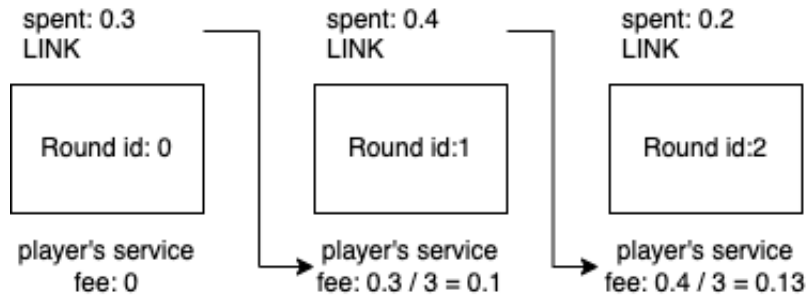 spent: 0.3
LINK
Round id: 0
player's service
fee: 0
spent: 0.4
LINK
Round id:1
player's service
fee: 0.3 / 3 = 0.1
spent: 0.2
LINK
Round id:2
player's service
fee: 0.4 / 3 = 0.13